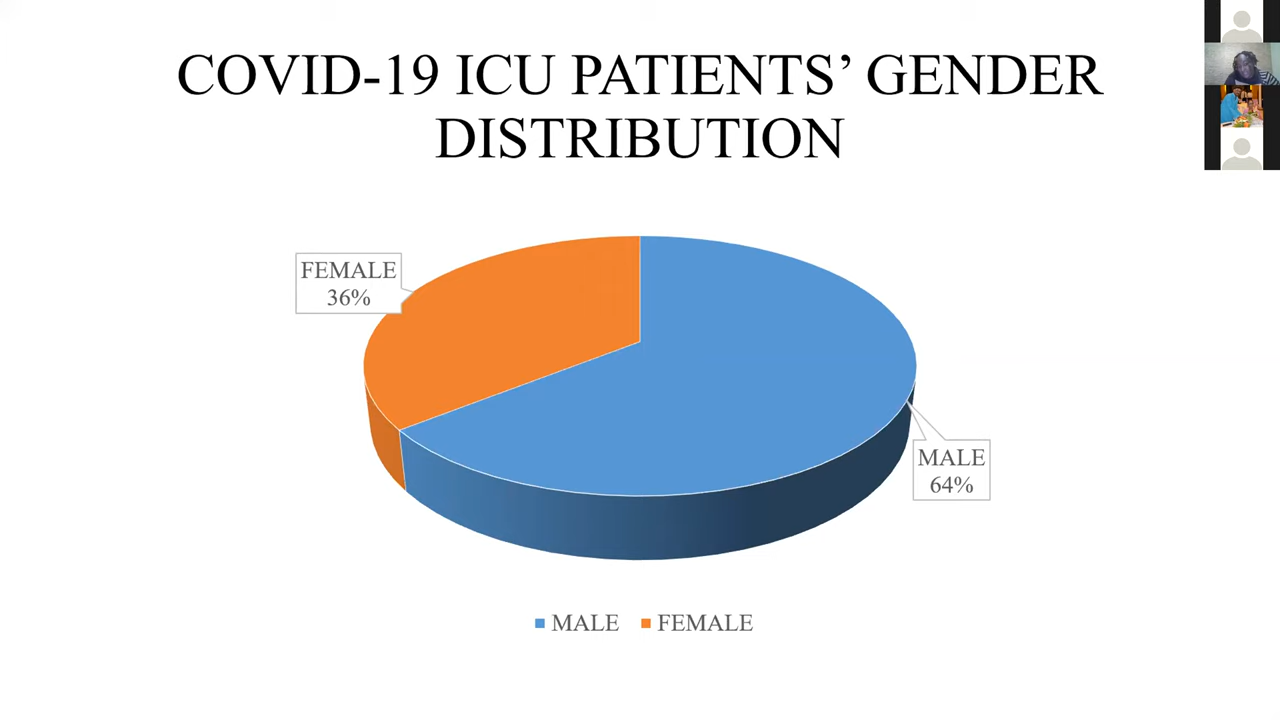 COVID-19 ICU PATIENTS’ GENDER
DISTRIBUTION
FEMALE
36%
MALE
64%
MALE FEMALE